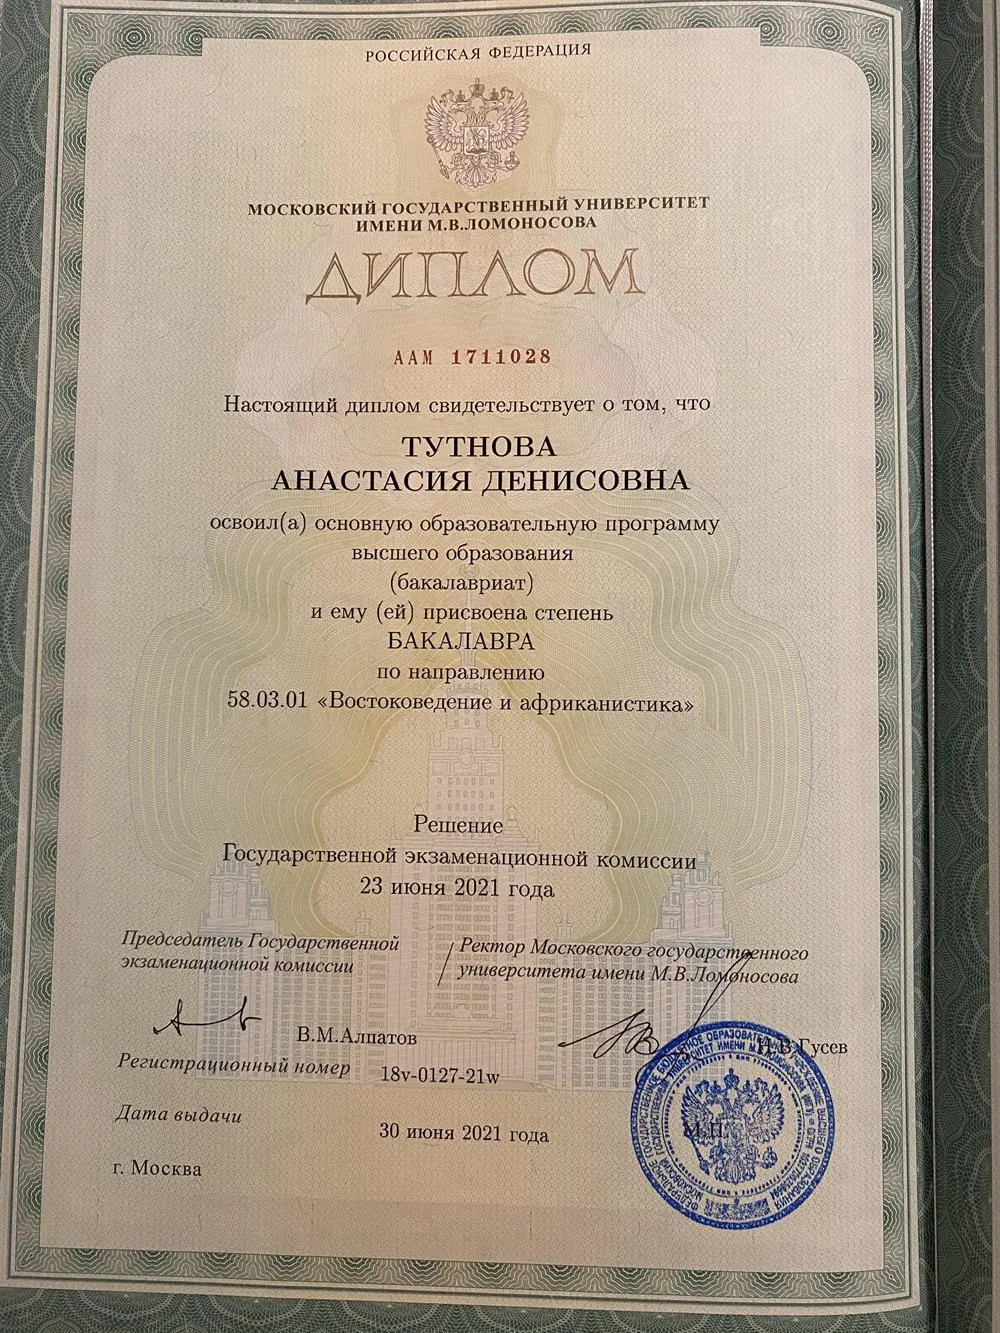 РОССИЙСКАЯ ФЕДЕРАЦИЯ
МОСКОВСКИЙ ГОСУДАРСТВЕННЫЙ УНИВЕРСИТЕТ
ИМЕНИ М.В.ЛОМОНОСОВА
ДИПЛОМ
ААМ 1711028
Настоящий диплом свидетельствует о том, что
ТУТНОВА
АНАСТАСИЯ ДЕНИСОВНА
освоил(а) основную образовательную программу
высшего образования
(бакалавриат)
и ему (ей) присвоена степень
БАКАЛАВРА
по направлению
58.03.01 «Востоковедение и африканистика»
Решение
Государственной экзаменационной комиссии
23 июня 2021 года
Председатель Государственной
экзаменационной комиссии
В.М.Алпатов
Ректор Московского государственного
университета имени М.В.Ломоносова
Н.В.Гусев
М.П.
Регистрационный номер 18v-0127-21w
Дата выдачи 30 июня 2021 года
г. Москва